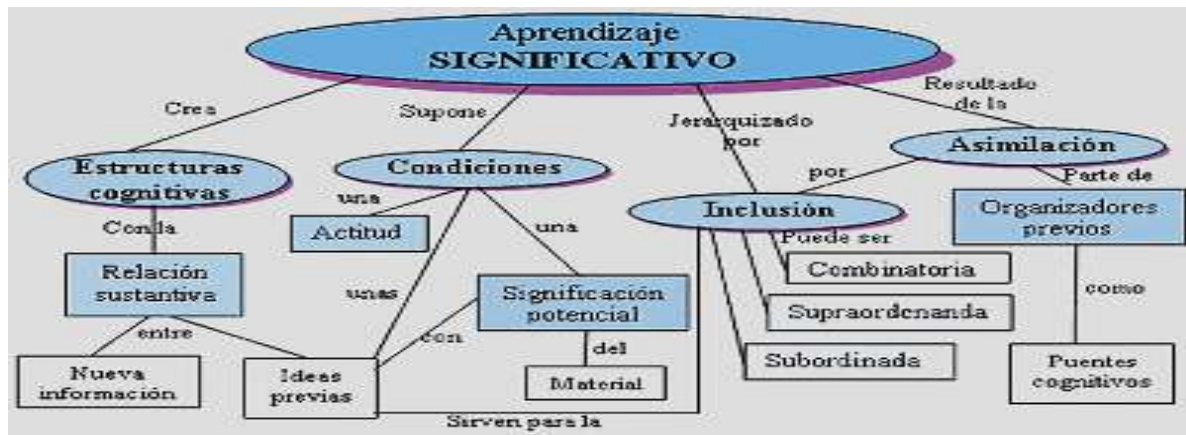 Aprendizaje
SIGNIFICATIVO
Crea
Supone
Jerarquizado
por
Resultado
de la
Estructuras
cognitivas
Condiciones
Asimilación
por
Parte de
Con la
una
Actitud
una
Inclusión
Organizadores
previos
Puede ser
Relación
sustantiva
unas
Significación
potencial
Combinatoria
como
Supraordenanda
entre
con
del
Subordinada
Nueva
información
Ideas
previas
Material
Puentes
cognitivos
Sirven para la